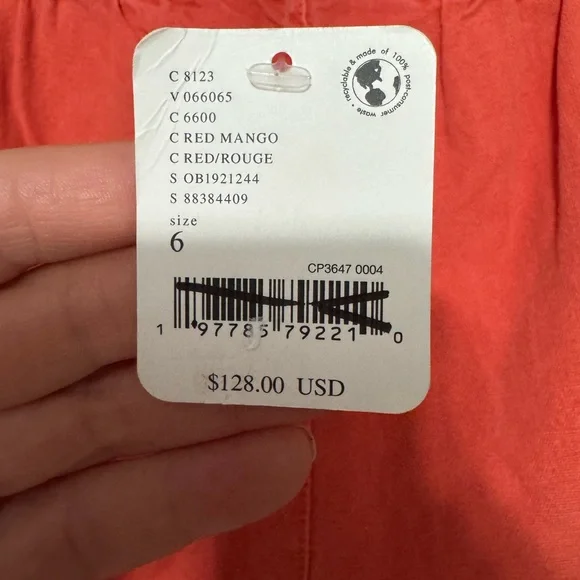 C 8123
V 066065
C 6600
C RED MANGO
C RED/ROUGE
S OB1921244
S 88384409
size
6
recyclable & made of 100% post-consumer waste •
CP3647 0004
1 97785 79221 0
$128.00 USD